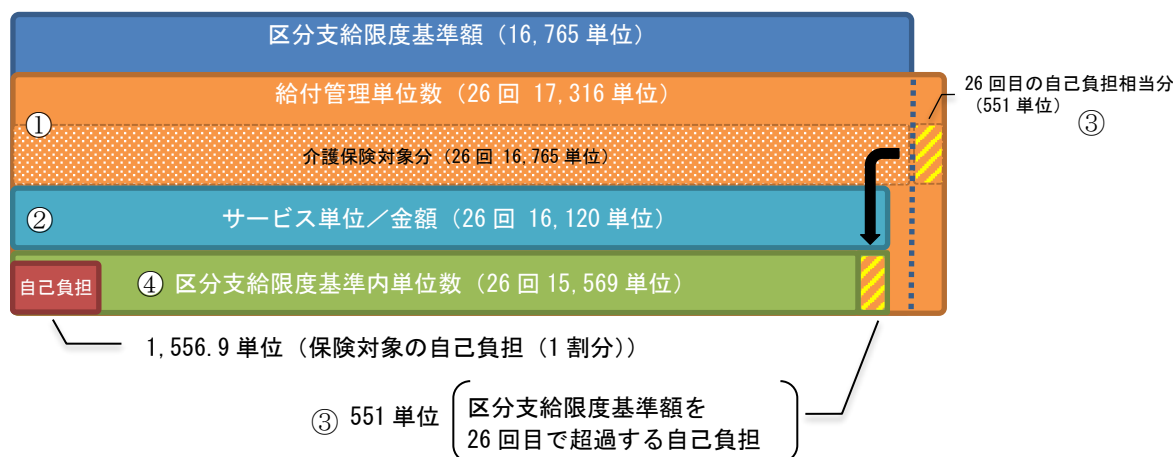 区分支給限度基準額（16,765 単位）
給付管理単位数（26 回 17,316 単位）
26 回目の自己負担相当分
（551 単位）
③
①
介護保険対象分（26 回 16,765 単位）
②
サービス単位／金額（26 回 16,120 単位）
自己負担
④ 区分支給限度基準内単位数（26 回 15,569 単位）
1,556.9 単位（保険対象の自己負担（1 割分））
③ 551 単位
区分支給限度基準額を
26 回目で超過する自己負担